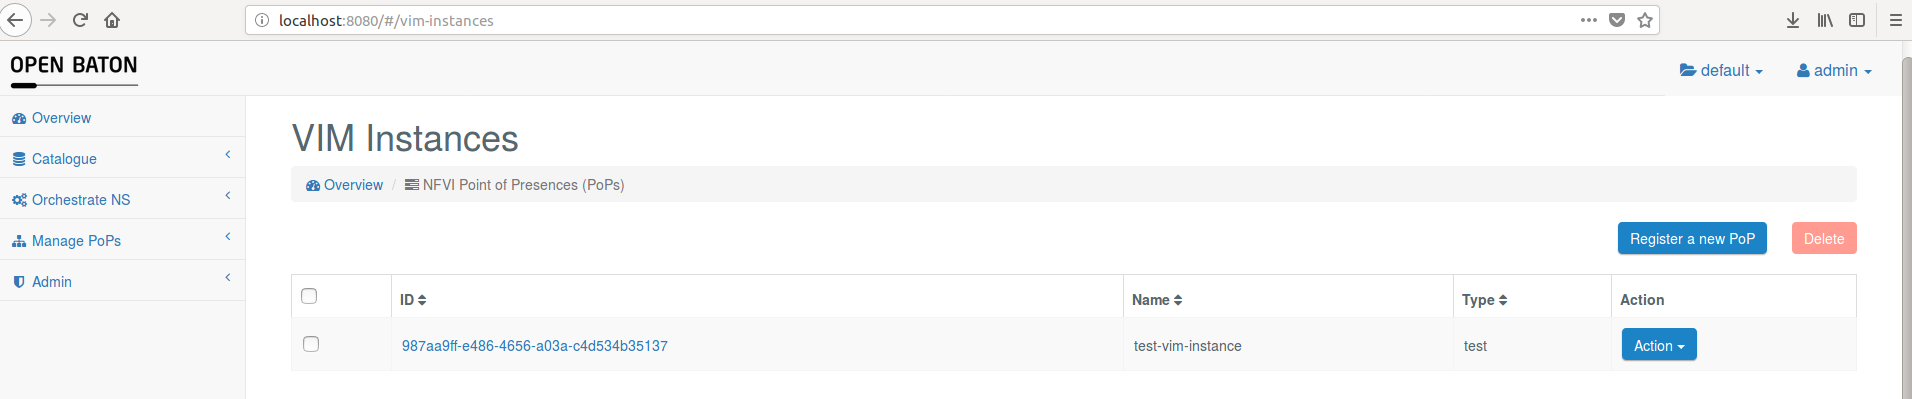 localhost:8080/#/vim-instances
OPEN BATON
default
admin
Overview
Catalogue
Orchestrate NS
Manage PoPs
Admin
VIM Instances
Overview / NFVI Point of Presences (PoPs)
Register a new PoP Delete
ID Name Type Action
987aa9ff-e486-4656-a03a-c4d534b35137 test-vim-instance test Action